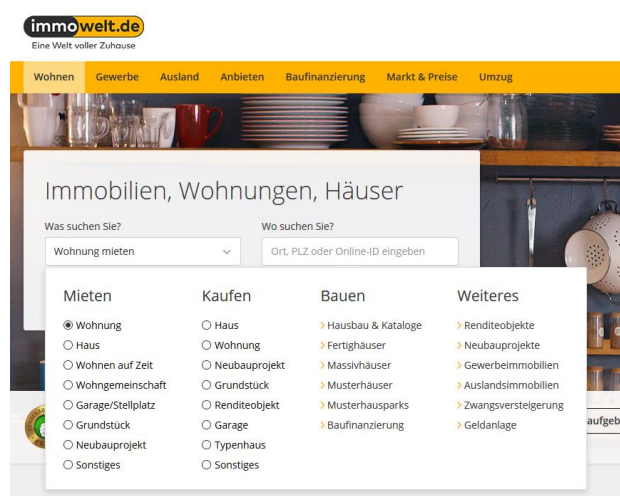 immowelt.de
Eine Welt voller Zuhause
Wohnen Gewerbe Ausland Anbieten Baufinanzierung Markt & Preise Umzug
Immobilien, Wohnungen, Häuser
Was suchen Sie? Wo suchen Sie?
Wohnung mieten Ort, PLZ oder Online-ID eingeben
Mieten Kaufen Bauen Weiteres
Wohnung Haus Hausbau & Kataloge Renditeobjekte
Haus Wohnung Fertighäuser Neubauprojekte
Wohnen auf Zeit Neubauprojekt Massivhäuser Gewerbeimmobilien
Wohngemeinschaft Grundstück Musterhäuser Auslandsimmobilien
Garage/Stellplatz Renditeobjekt Musterhausparks Zwangsversteigerung
Grundstück Garage Baufinanzierung Geldanlage
Neubauprojekt Typenhaus
Sonstiges Sonstiges
aufgeb